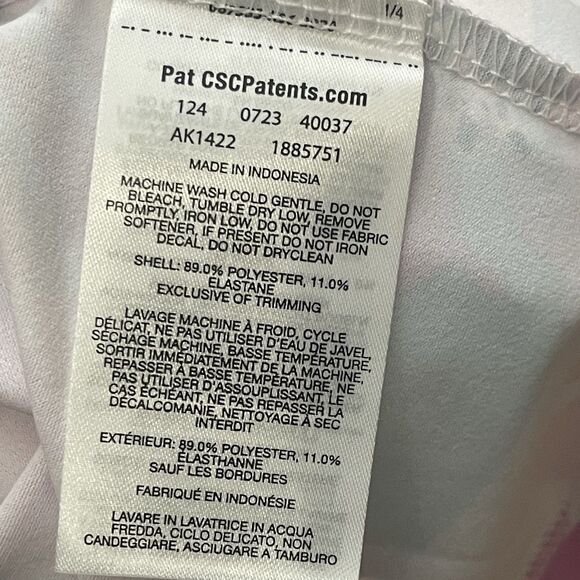 1/4
Pat CSCPatents.com
124 0723 40037
AK1422 1885751
MADE IN INDONESIA
MACHINE WASH COLD GENTLE, DO NOT
BLEACH, TUMBLE DRY LOW, REMOVE
PROMPTLY, IRON LOW, DO NOT USE FABRIC
SOFTENER, IF PRESENT DO NOT IRON
DECAL, DO NOT DRYCLEAN
SHELL: 89.0% POLYESTER, 11.0%
ELASTANE
EXCLUSIVE OF TRIMMING
LAVAGE MACHINE À FROID, CYCLE
DÉLICAT, NE PAS UTILISER D'EAU DE JAVEL,
SÉCHAGE MACHINE, BASSE TEMPÉRATURE,
SORTIR IMMÉDIATEMENT DE LA MACHINE,
REPASSER À BASSE TEMPÉRATURE, NE
PAS UTILISER D'ASSOUPLISSANT, LE
CAS ÉCHÉANT, NE PAS REPASSER LA
DÉCALCOMANIE, NETTOYAGE À SEC
INTERDIT
EXTÉRIEUR: 89.0% POLYESTER, 11.0%
ÉLASTHANNE
SAUF LES BORDURES
FABRIQUÉ EN INDONÉSIE
LAVARE IN LAVATRICE IN ACQUA
FREDDA, CICLO DELICATO, NON
CANDEGGIARE, ASCIUGARE A TAMBURO